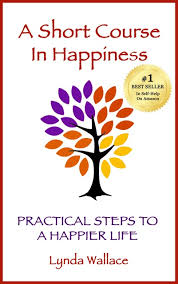 A Short Course
In Happiness
#1
BEST SELLER
In Self-Help
On Amazon
PRACTICAL STEPS TO
A HAPPIER LIFE
Lynda Wallace